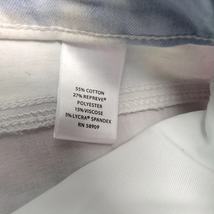 55% COTTON
27% REPREVE®
POLYESTER
15% VISCOSE
3% LYCRA® SPANDEX
RN 58909